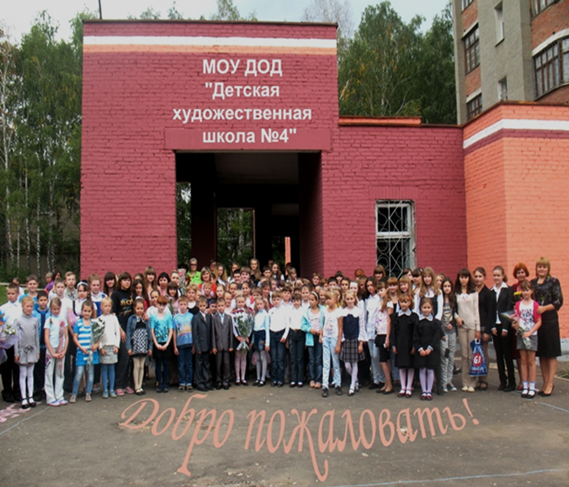 МОУ ДОД
"Детская
художественная
школа №4"
Добро пожаловать!